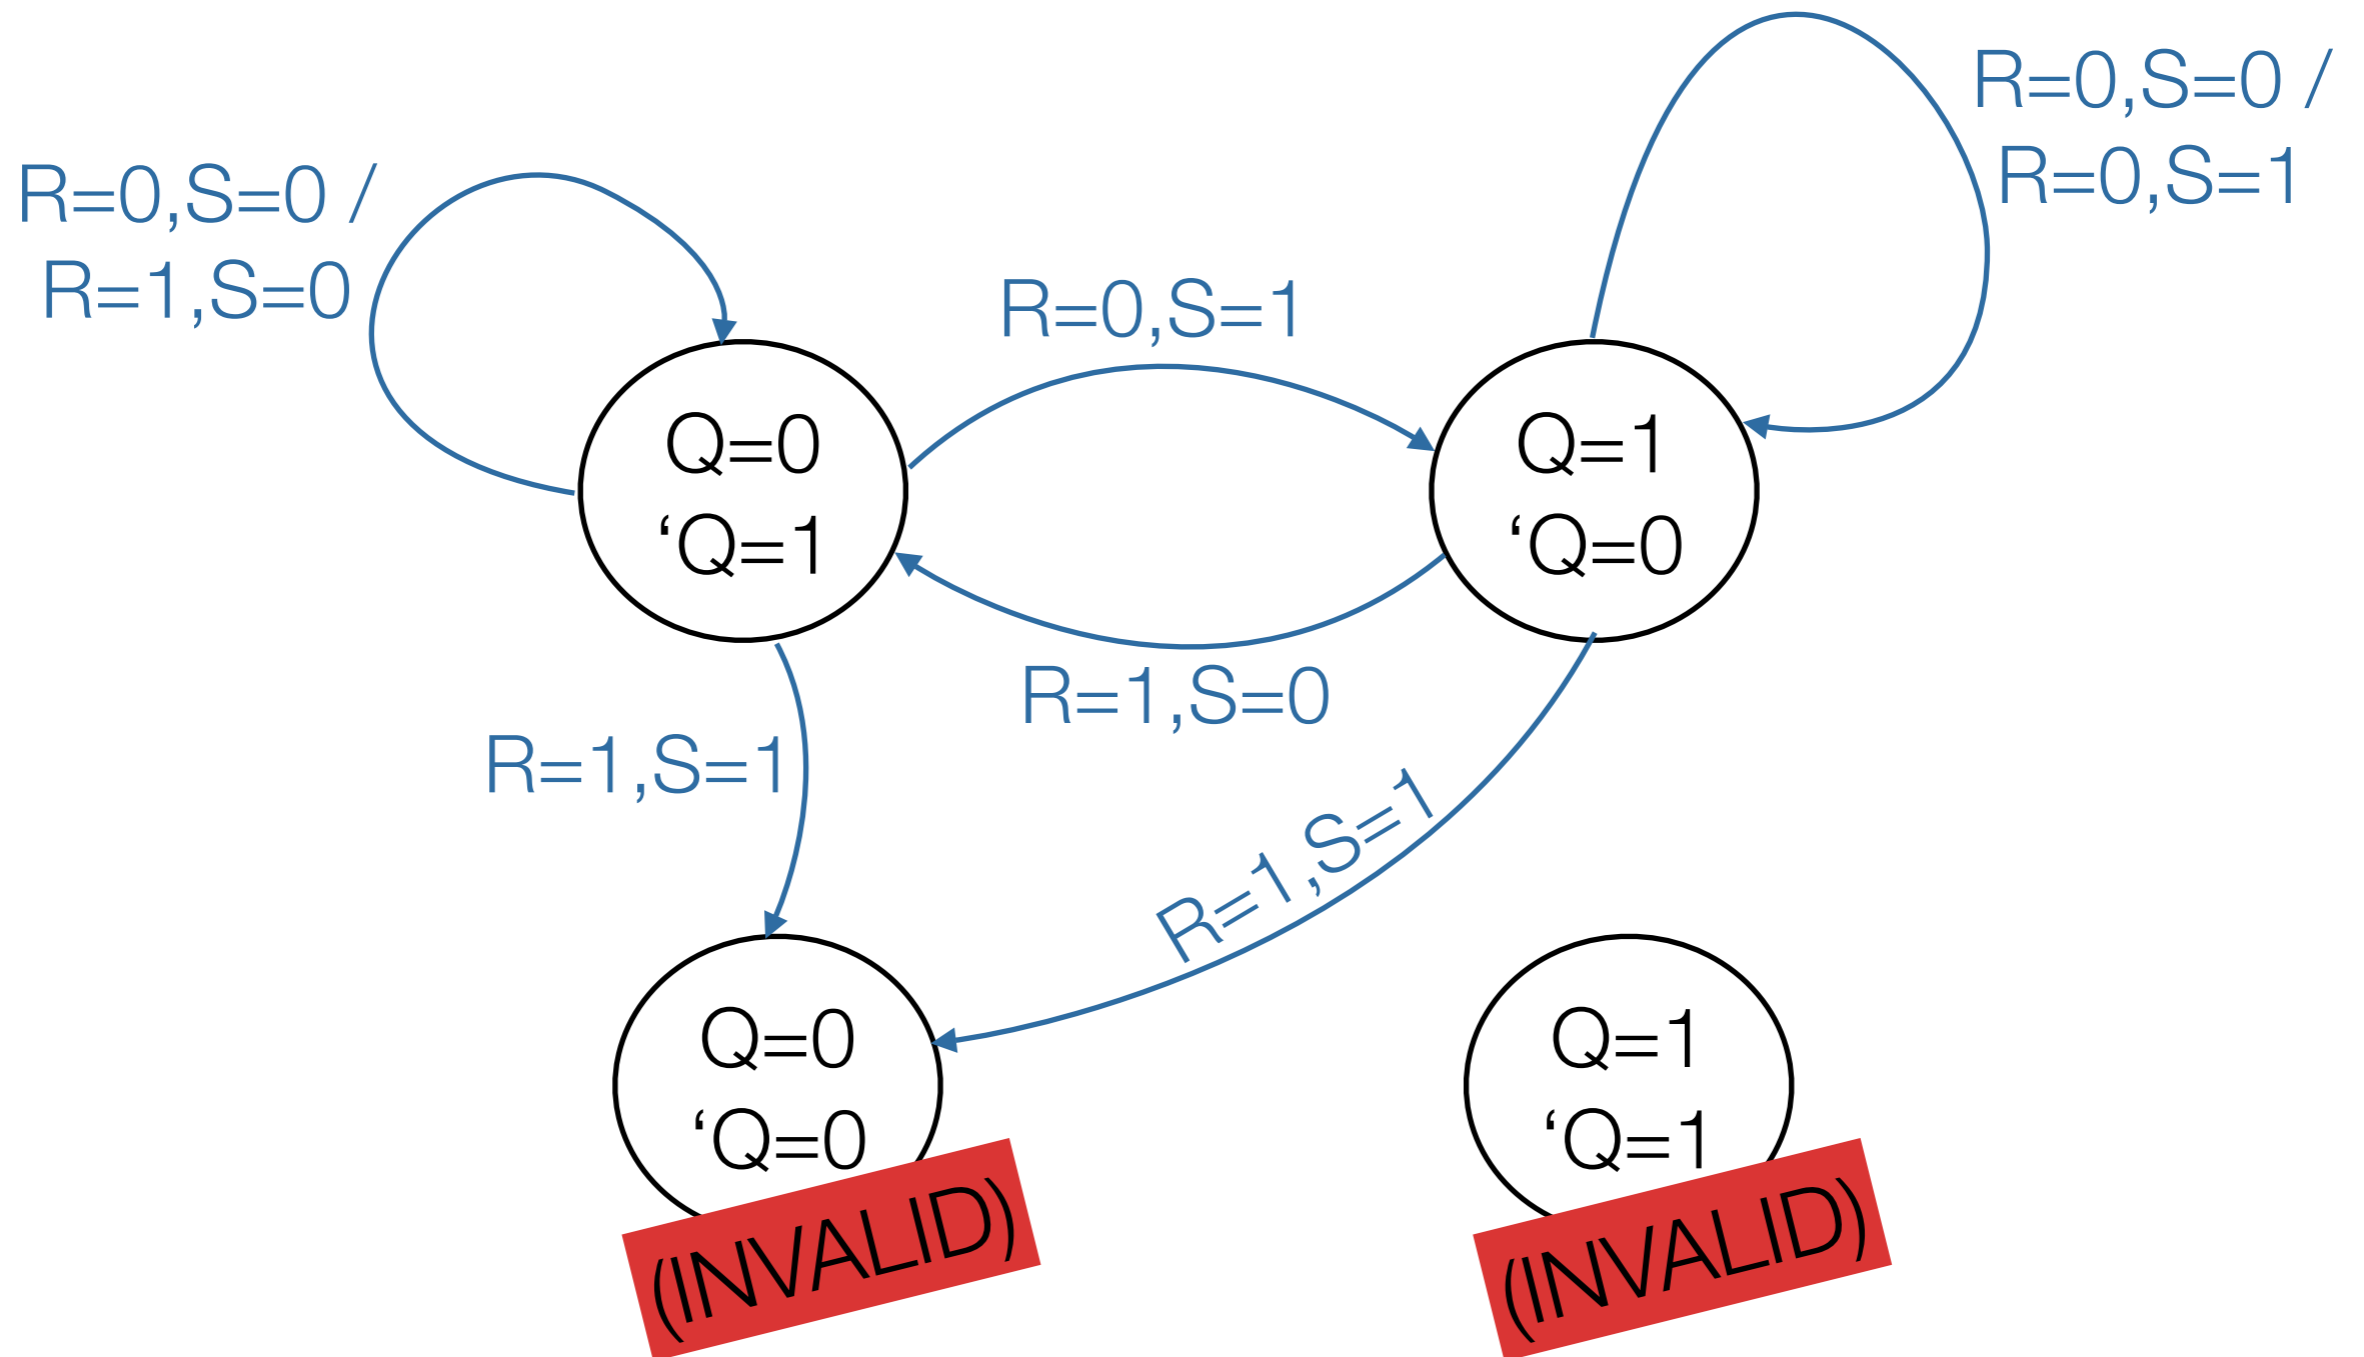 R=0,S=0 /
R=0,S=1
R=0,S=0 /
R=1,S=0
R=0,S=1
Q=0
‘Q=1
Q=1
‘Q=0
R=1,S=0
R=1,S=1
R=1,S=1
Q=0
‘Q=0
(INVALID)
Q=1
‘Q=1
(INVALID)